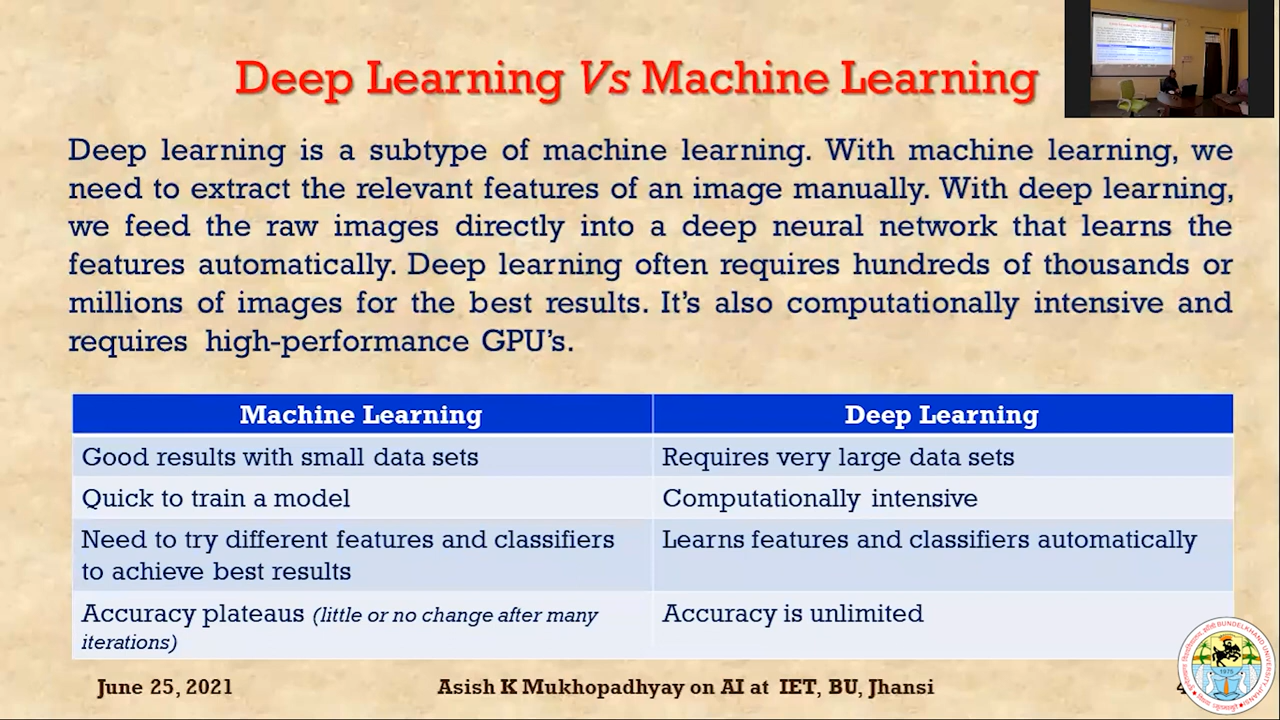 Deep Learning Vs Machine Learning
Deep learning is a subtype of machine learning. With machine learning, we
need to extract the relevant features of an image manually. With deep learning,
we feed the raw images directly into a deep neural network that learns the
features automatically. Deep learning often requires hundreds of thousands or
millions of images for the best results. It's also computationally intensive and
requires high-performance GPU's.
Machine Learning
Deep Learning
Good results with small data sets
Requires very large data sets
Quick to train a model
Computationally intensive
Need to try different features and classifiers
to achieve best results
Learns features and classifiers automatically
Accuracy plateaus (little or no change after many
iterations)
Accuracy is unlimited
June 25, 2021
Asish K Mukhopadhyay on AI at IET, BU, Jhansi
BUNDELKHAND UNIVERSITY JHANSI
1975